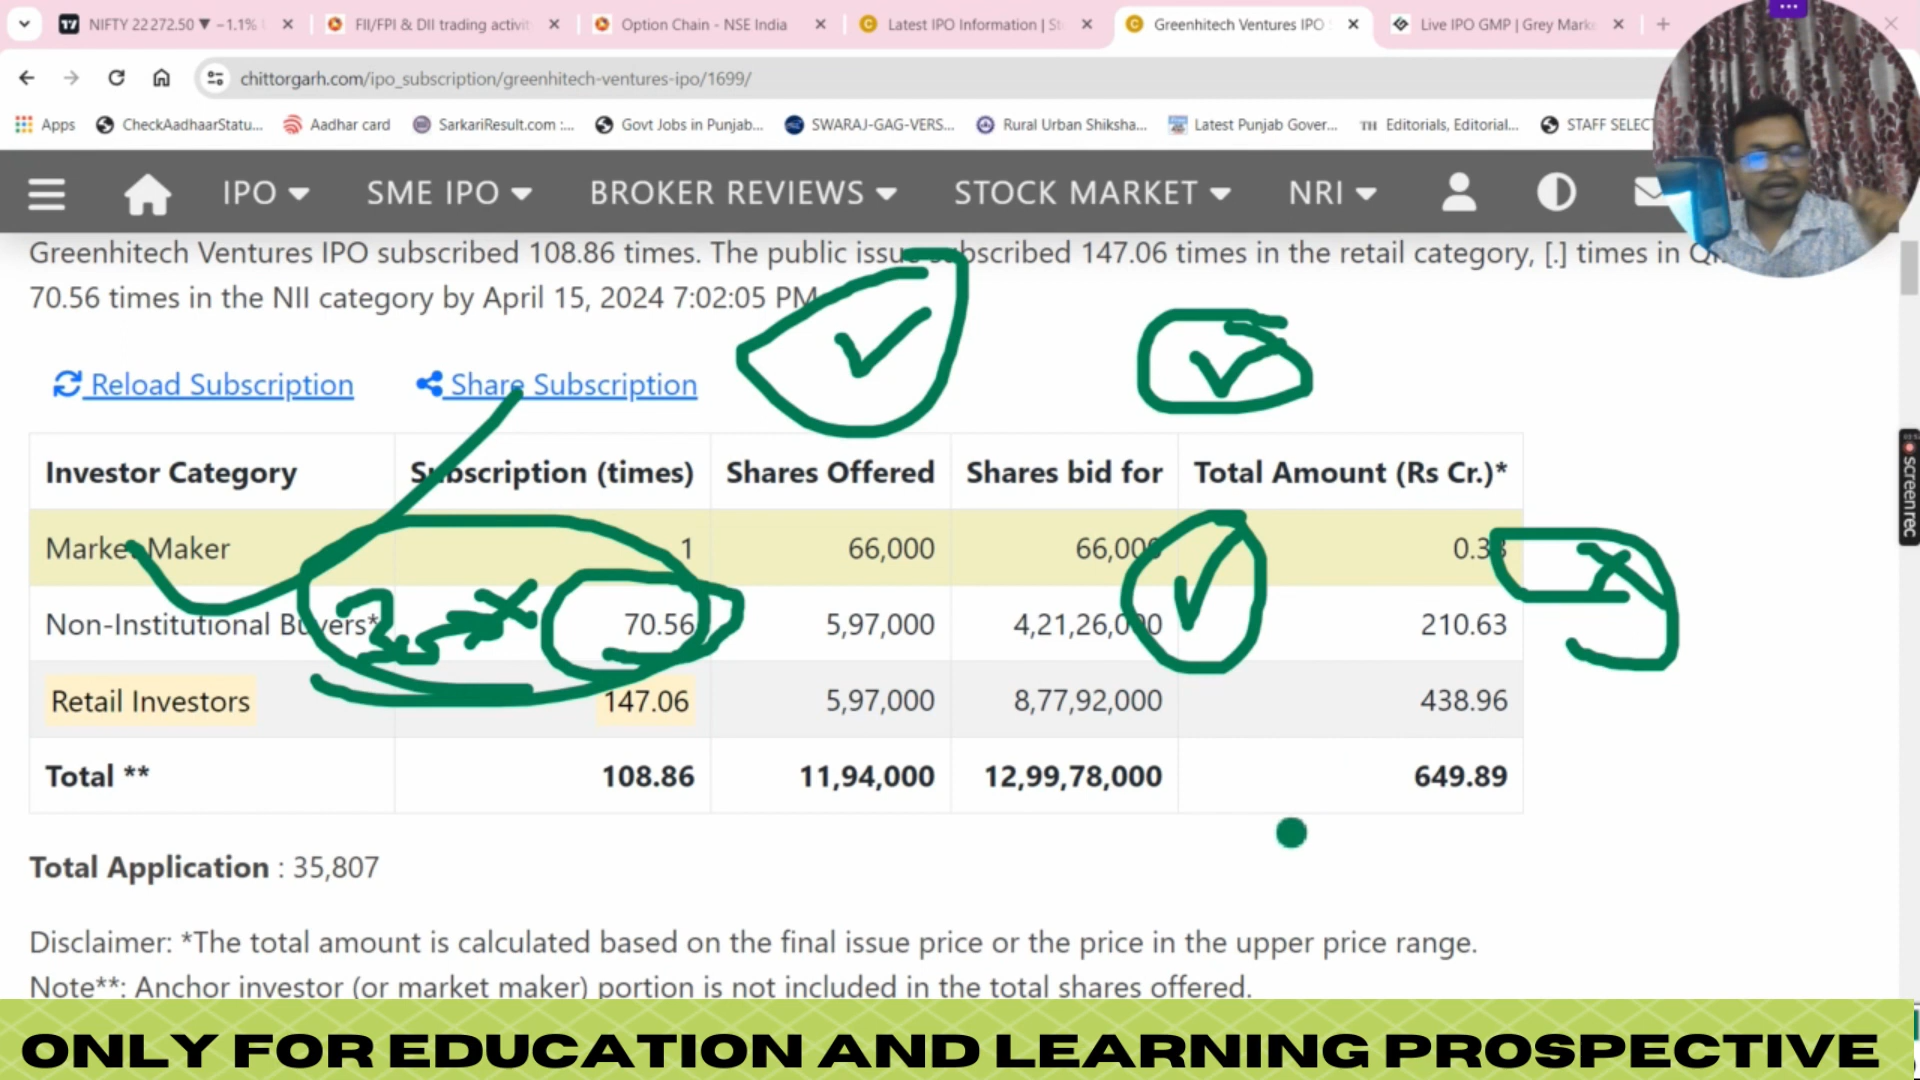 NIFTY 22272.50 ▼ −1.1%
FII/FPI & DII trading activit
Option Chain - NSE India
Latest IPO Information | St
Greenhitech Ventures IPO
Live IPO GMP | Grey Mark
chittorgarh.com/ipo_subscription/greenhitech-ventures-ipo/1699/
Apps
CheckAadhaarStatu...
Aadhar card
SarkariResult.com :...
Govt Jobs in Punjab...
SWARAJ-GAG-VERS...
Rural Urban Shiksha...
Latest Punjab Gover...
Editorials, Editorial...
STAFF SELECT
IPO
SME IPO
BROKER REVIEWS
STOCK MARKET
NRI
Greenhitech Ventures IPO subscribed 108.86 times. The public issue subscribed 147.06 times in the retail category, [.] times in
70.56 times in the NII category by April 15, 2024 7:02:05 PM
Reload Subscription
Share Subscription
Investor Category Subscription (times) Shares Offered Shares bid for Total Amount (Rs Cr.)*
Market Maker 1 66,000 66,000
Non-Institutional Buyers* 70.56 5,97,000 4,21,26,000 210.63
Retail Investors 147.06 5,97,000 8,77,92,000 438.96
Total ** 108.86 11,94,000 12,99,78,000 649.89
Total Application : 35,807
Disclaimer: *The total amount is calculated based on the final issue price or the price in the upper price range.
Note**: Anchor investor (or market maker) portion is not included in the total shares offered.
screenrec
ONLY FOR EDUCATION AND LEARNING PROSPECTIVE